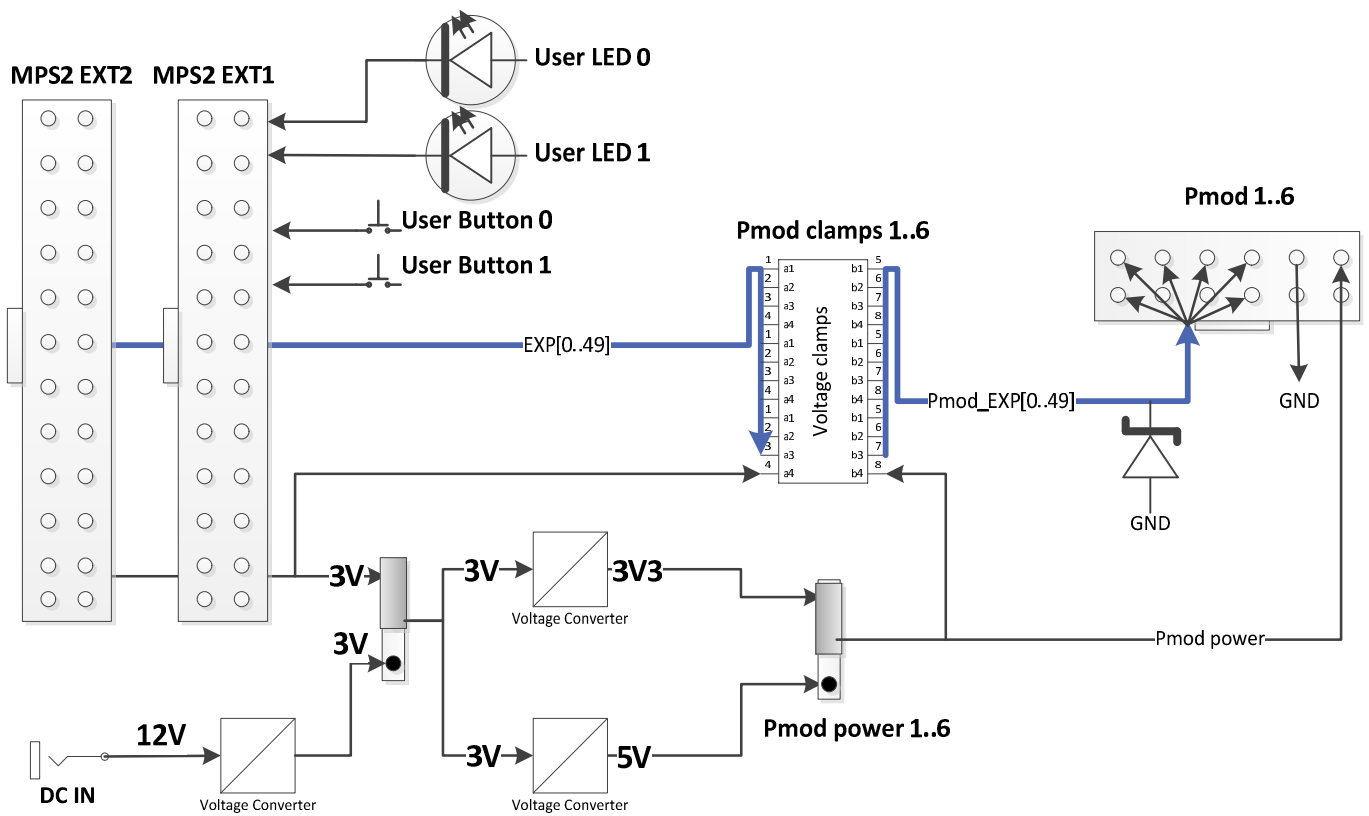 User LED 0
MPS2 EXT2
MPS2 EXT1
User LED 1
User Button 0
User Button 1
Pmod 1..6
Pmod clamps 1..6
1 a1 b1 5
2 a2 b2 6
3 a3 b3 7
4 a4 b4 8
1 a1 b1 5
2 a2 b2 6
3 a3 b3 7
4 a4 b4 8
1 a1 b1 5
2 a2 b2 6
3 a3 b3 7
4 a4 b4 8
Voltage clamps
EXP[0..49]
Pmod_EXP[0..49]
GND
GND
3V
3V
3V3
Voltage Converter
3V
Pmod power
Pmod power 1..6
12V
3V
5V
DC IN
Voltage Converter
Voltage Converter